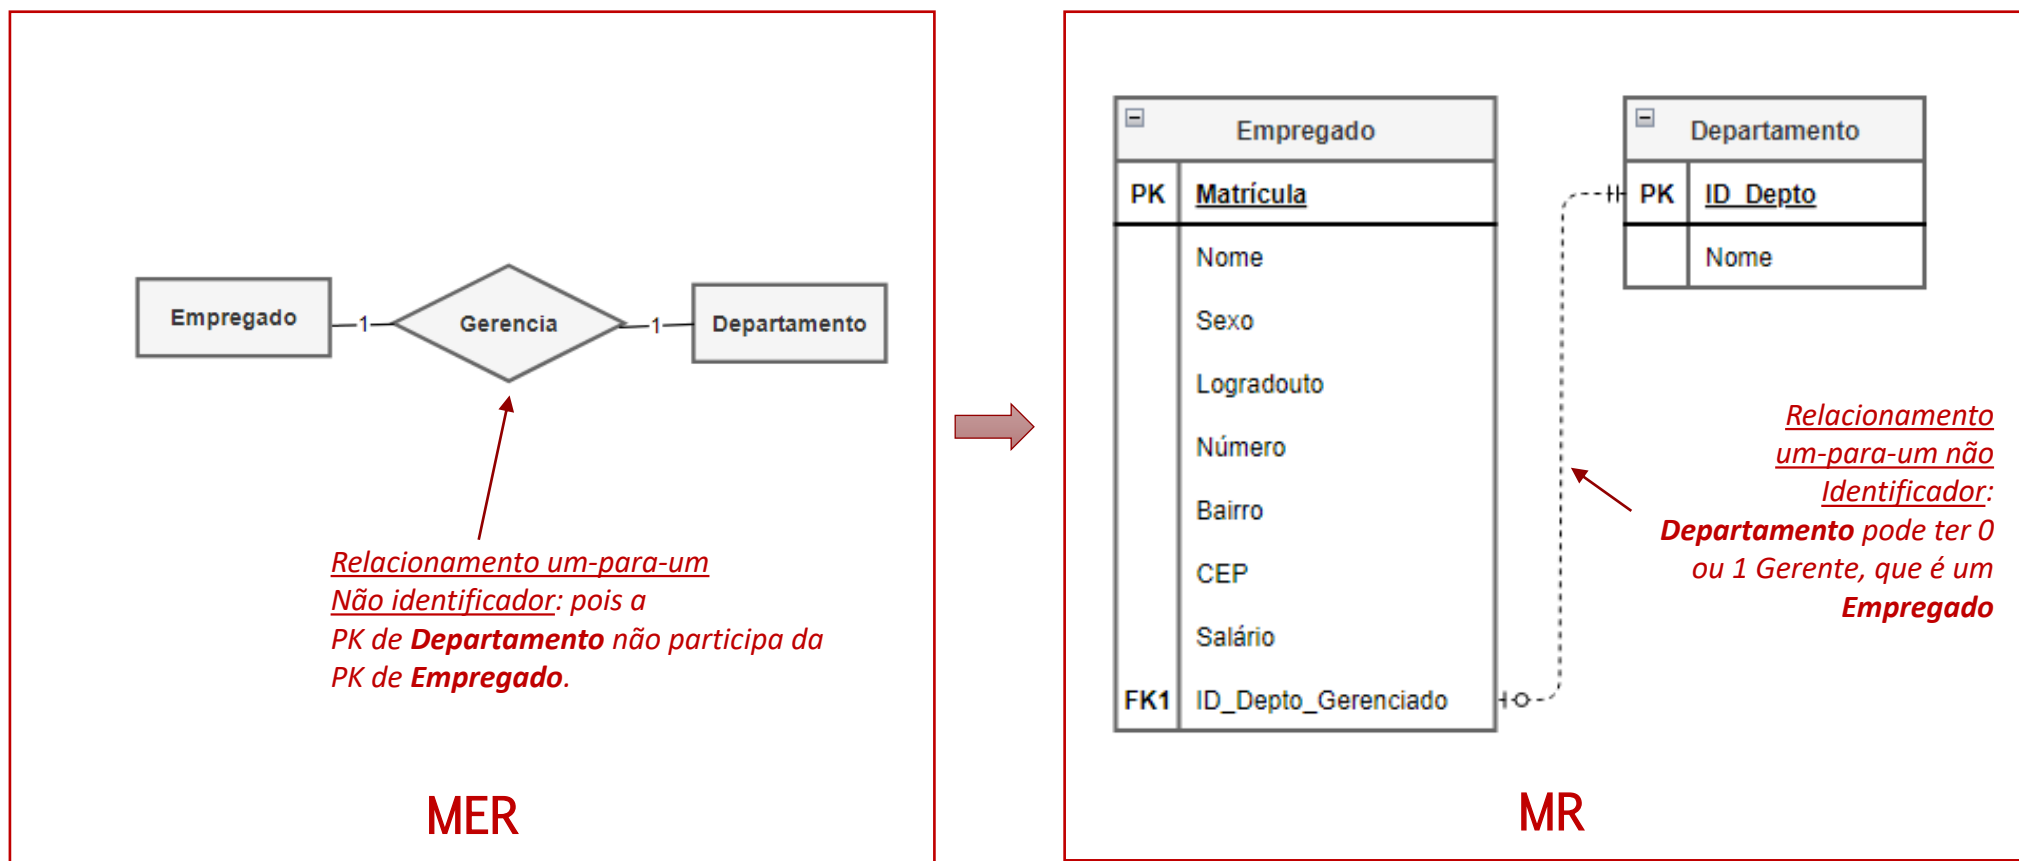 Empregado
1
Gerencia
1
Departamento
Relacionamento um-para-um
Não identificador: pois a
PK de Departamento não participa da
PK de Empregado.
MER
Empregado
PK Matrícula
Nome
Sexo
Logradouto
Número
Bairro
CEP
Salário
FK1 ID_Depto_Gerenciado
Departamento
PK ID_Depto
Nome
Relacionamento
um-para-um não
Identificador:
Departamento pode ter 0
ou 1 Gerente, que é um
Empregado
MR